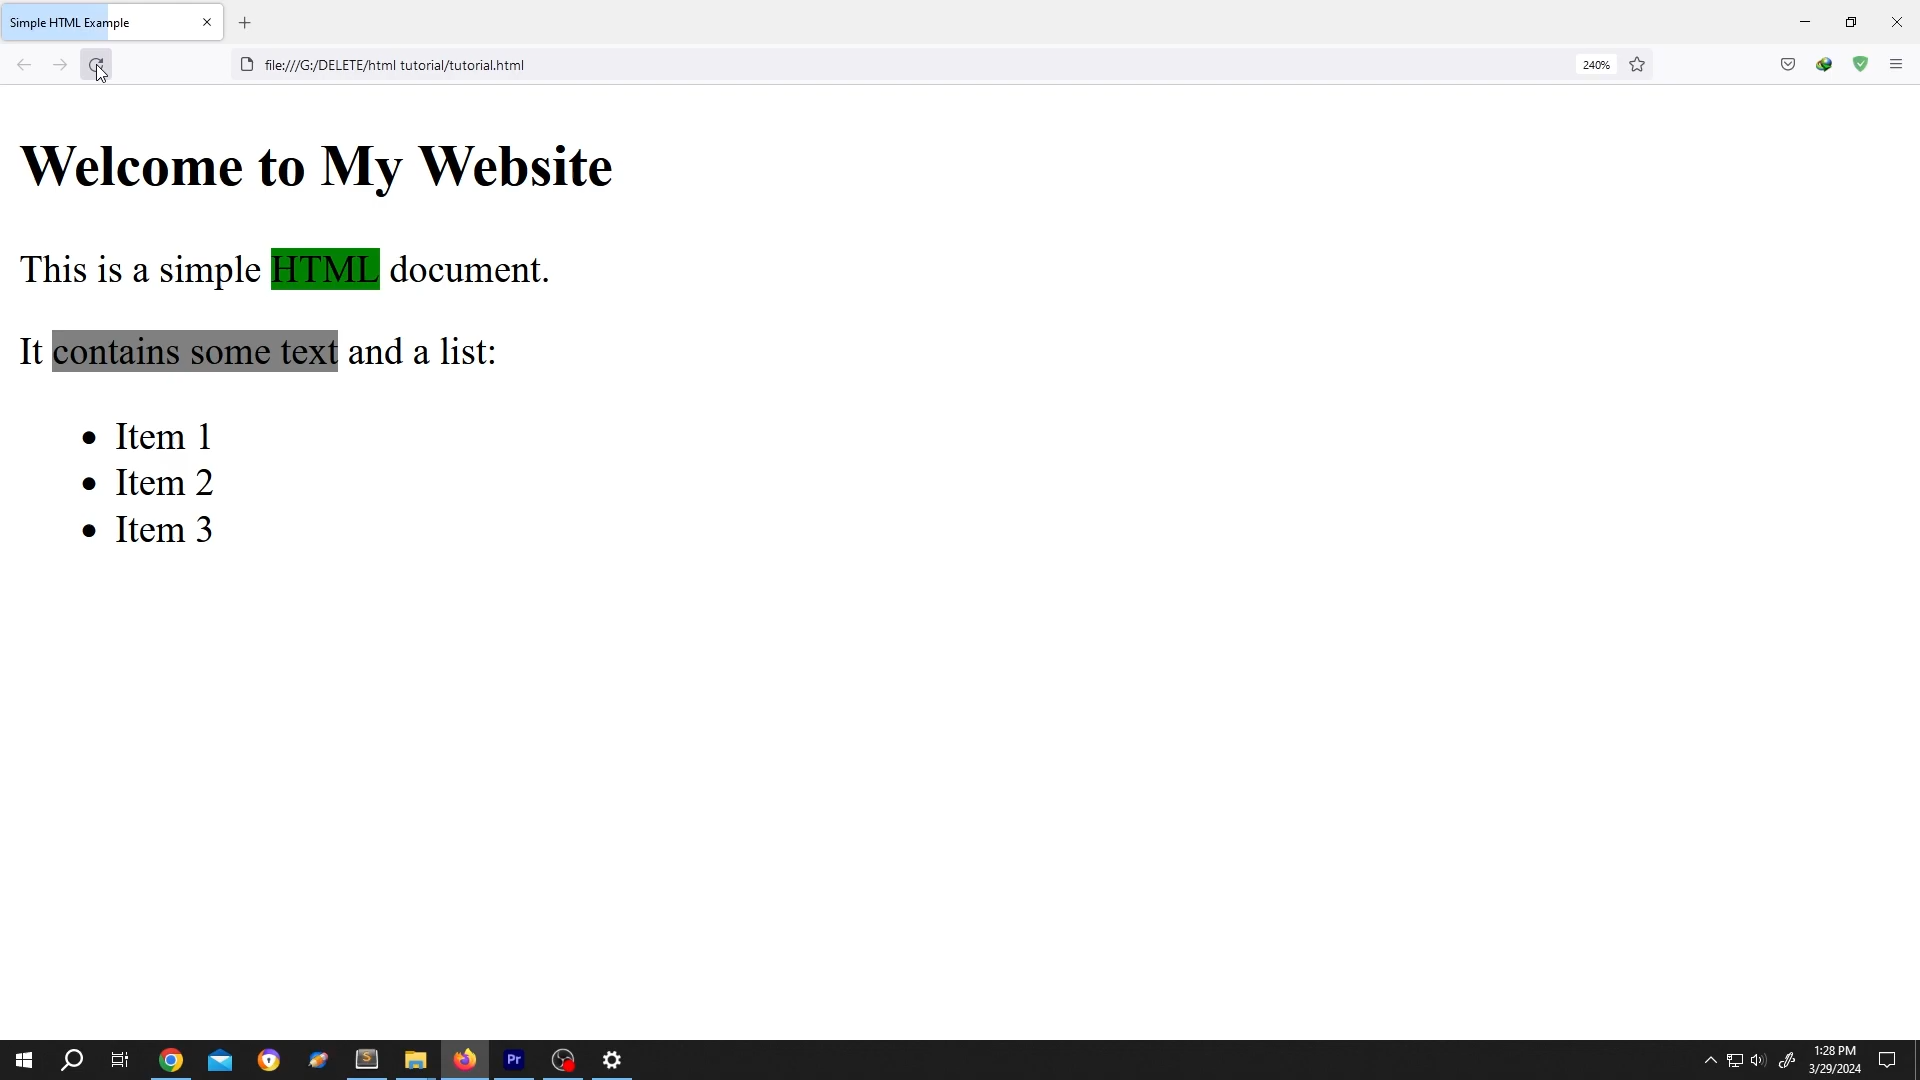 Simple HTML Example
file:///G:/DELETE/html tutorial/tutorial.html
240%
Welcome to My Website
This is a simple HTML document.
It contains some text and a list:
Item 1
Item 2
Item 3
S
Pr
1:28 PM
3/29/2024